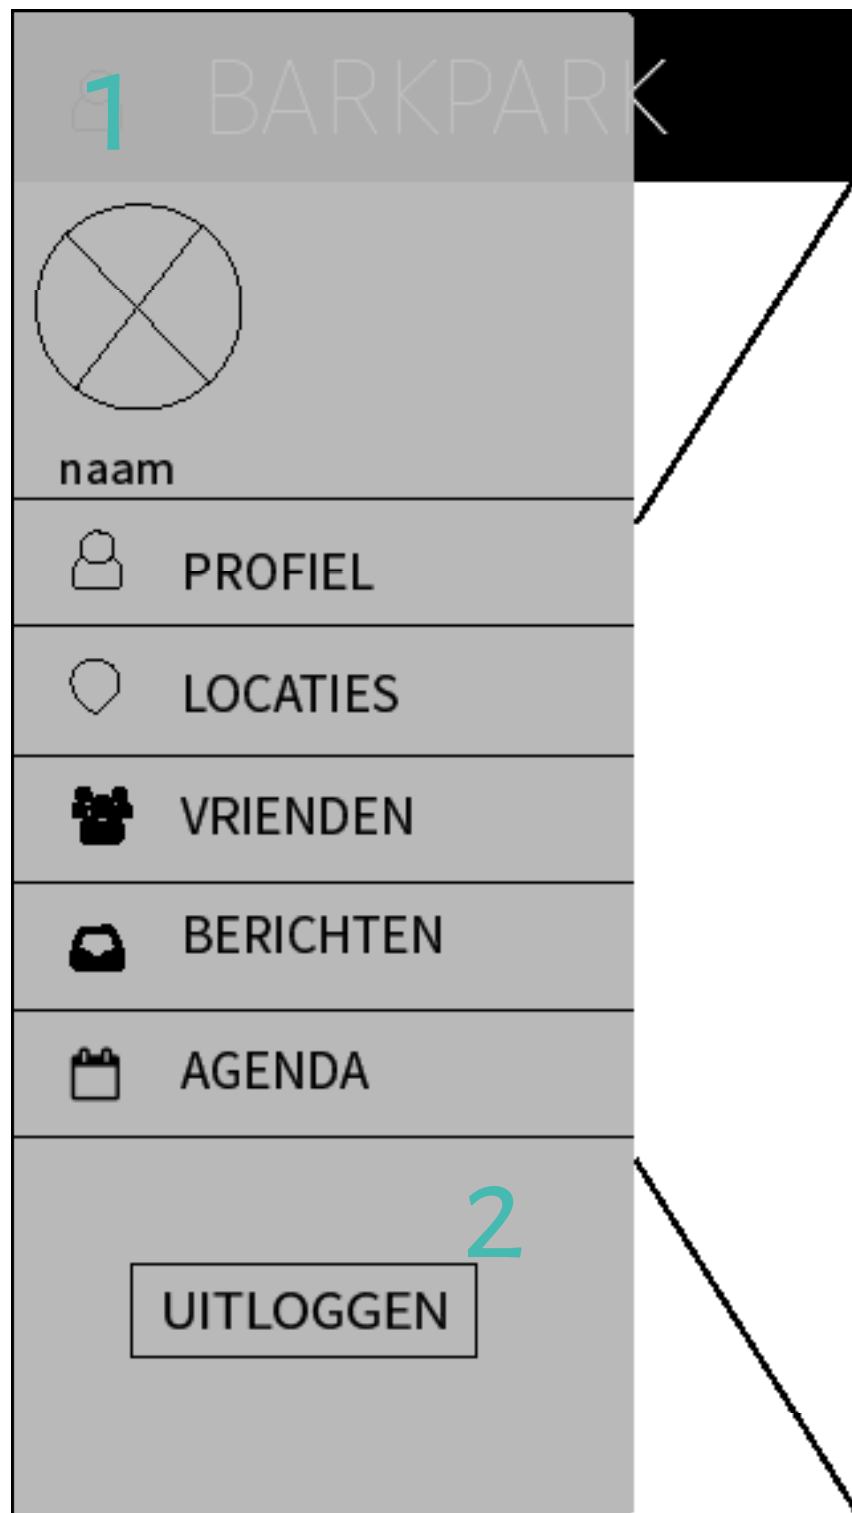 1
BARKPARK
naam
PROFIEL
LOCATIES
VRIENDEN
BERICHTEN
AGENDA
2
UITLOGGEN